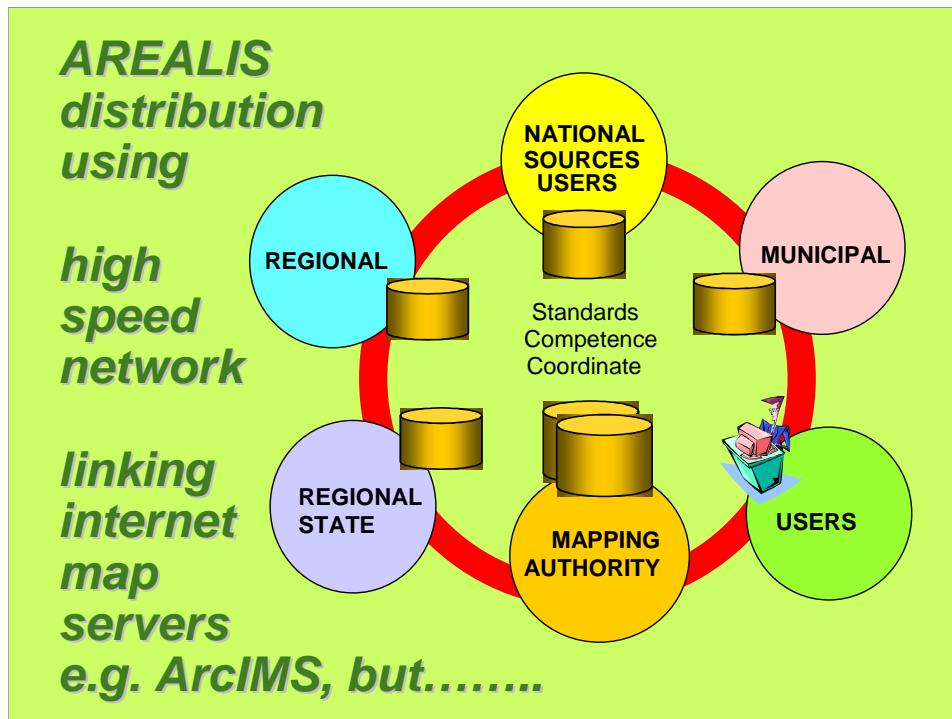 AREALIS
distribution
using
high
speed
network
linking
internet
map
servers
e.g. ArcIMS, but……..
NATIONAL
SOURCES
USERS
REGIONAL
MUNICIPAL
Standards
Competence
Coordinate
REGIONAL
STATE
MAPPING
AUTHORITY
USERS